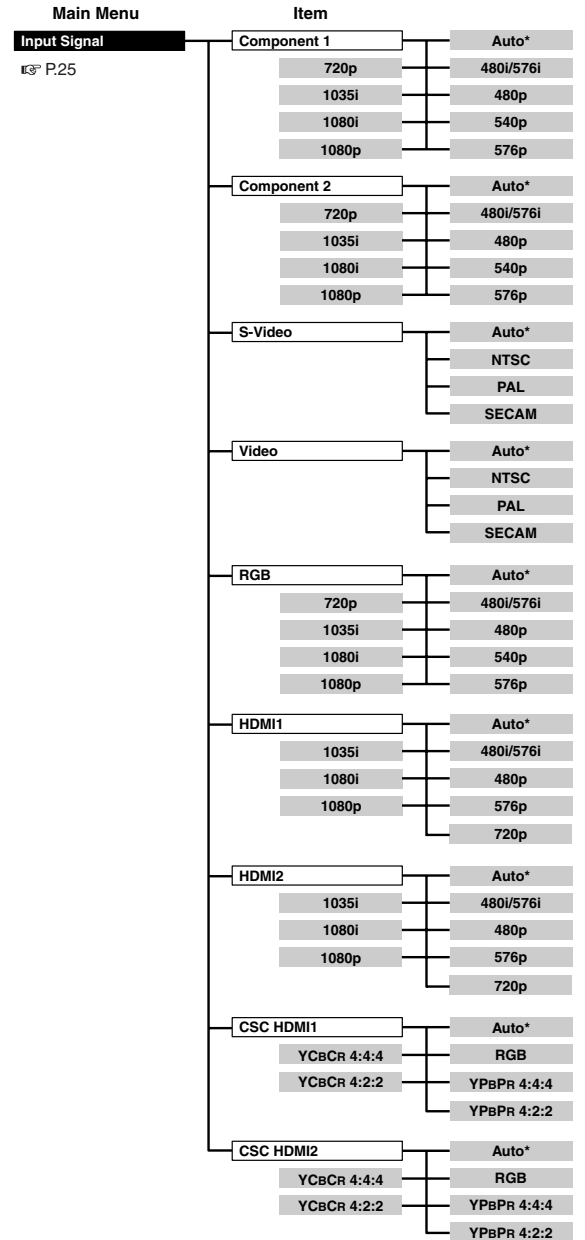 Main Menu Item
Input Signal Component 1 Auto*
☞ P.25 720p 480i/576i
1035i 480p
1080i 540p
1080p 576p
Component 2 Auto*
720p 480i/576i
1035i 480p
1080i 540p
1080p 576p
S-Video Auto*
NTSC
PAL
SECAM
Video Auto*
NTSC
PAL
SECAM
RGB Auto*
720p 480i/576i
1035i 480p
1080i 540p
1080p 576p
HDMI1 Auto*
1035i 480i/576i
1080i 480p
1080p 576p
720p
HDMI2 Auto*
1035i 480i/576i
1080i 480p
1080p 576p
720p
CSC HDMI1 Auto*
YCBCR 4:4:4 RGB
YCBCR 4:2:2 YPBPR 4:4:4
YPBPR 4:2:2
CSC HDMI2 Auto*
YCBCR 4:4:4 RGB
YCBCR 4:2:2 YPBPR 4:4:4
YPBPR 4:2:2